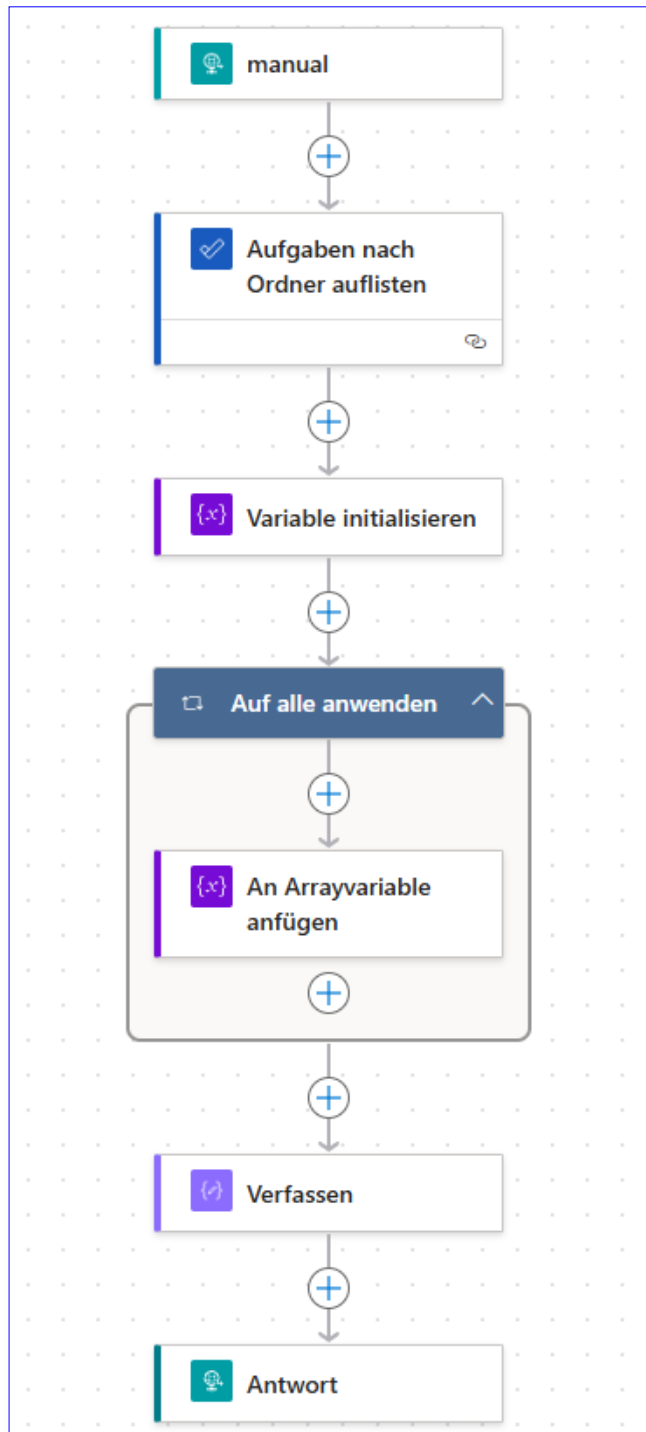 manual
Aufgaben nach
Ordner auflisten
{x} Variable initialisieren
Auf alle anwenden
{x} An Arrayvariable
anfügen
Verfassen
Antwort